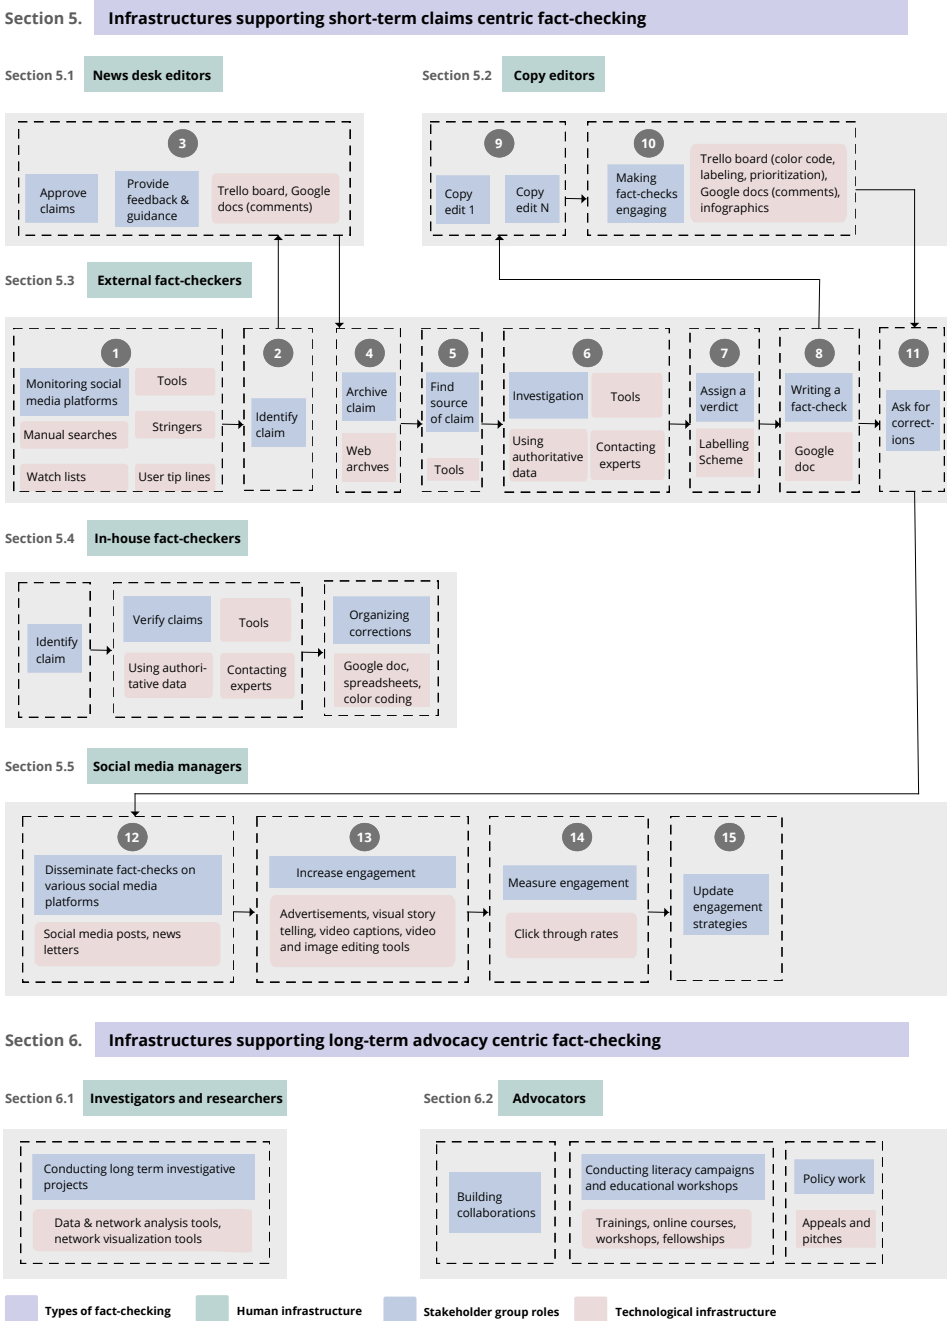 Section 5.
Infrastructures supporting short-term claims centric fact-checking
Section 5.1
News desk editors
Section 5.2
Copy editors
3
Approve
claims
Provide
feedback &
guidance
Trello board, Google
docs (comments)
9
Copy
edit 1
Copy
edit N
10
Making
fact-checks
engaging
Trello board (color code,
labeling, prioritization),
Google docs (comments),
infographics
Section 5.3
External fact-checkers
1
Monitoring social
media platforms
Tools
Manual searches
Stringers
Watch lists
User tip lines
2
Identify
claim
4
Archive
claim
Web
archves
5
Find
source
of claim
Tools
6
Investigation
Tools
Using
authoritative
data
Contacting
experts
7
Assign a
verdict
Labelling
Scheme
8
Writing a
fact-check
Google
doc
11
Ask for
correct-
ions
Section 5.4
In-house fact-checkers
Identify
claim
Verify claims
Tools
Using authori-
tative data
Contacting
experts
Organizing
corrections
Google doc,
spreadsheets,
color coding
Section 5.5
Social media managers
12
Disseminate fact-checks on
various social media
platforms
Social media posts, news
letters
13
Increase engagement
Advertisements, visual story
telling, video captions, video
and image editing tools
14
Measure engagement
Click through rates
15
Update
engagement
strategies
Section 6.
Infrastructures supporting long-term advocacy centric fact-checking
Section 6.1
Investigators and researchers
Section 6.2
Advocators
Conducting long term investigative
projects
Data & network analysis tools,
network visualization tools
Building
collaborations
Conducting literacy campaigns
and educational workshops
Trainings, online courses,
workshops, fellowships
Policy work
Appeals and
pitches
Types of fact-checking
Human infrastructure
Stakeholder group roles
Technological infrastructure